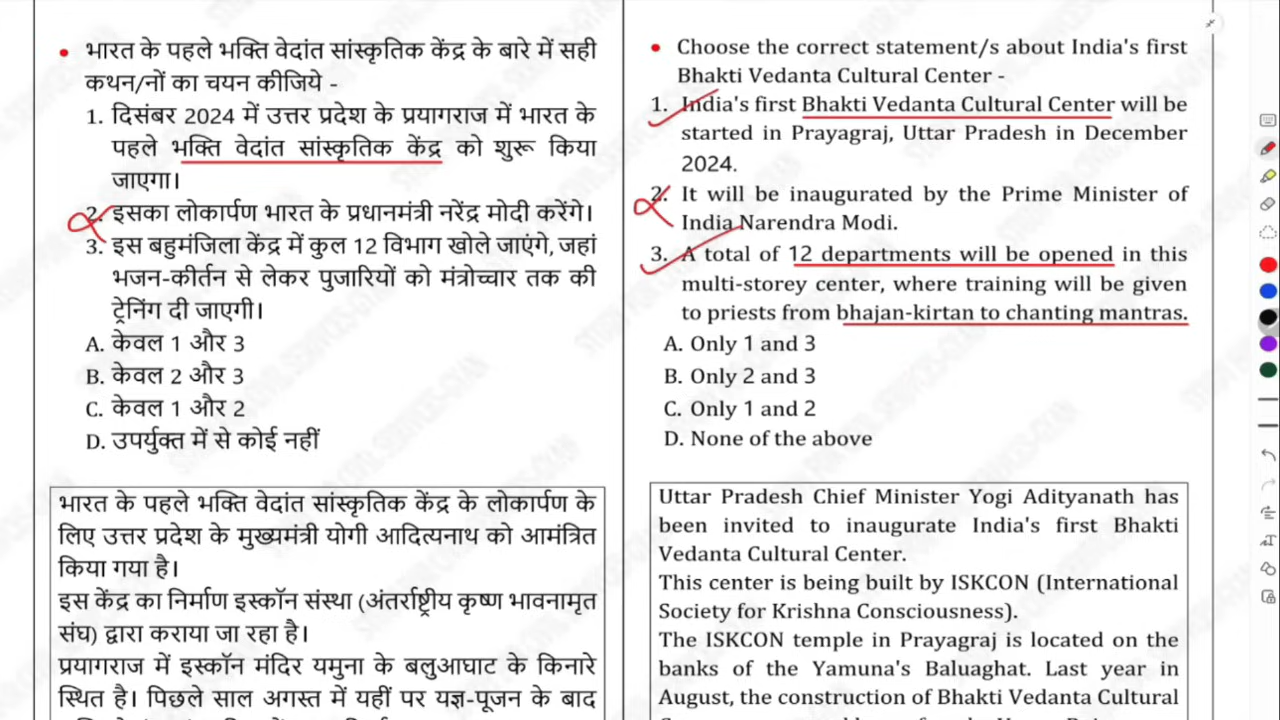 • भारत के पहले भक्ति वेदांत सांस्कृतिक केंद्र के बारे में सही
कथन/नों का चयन कीजिये -
1. दिसंबर 2024 में उत्तर प्रदेश के प्रयागराज में भारत के
पहले भक्ति वेदांत सांस्कृतिक केंद्र को शुरू किया
जाएगा।
2. इसका लोकार्पण भारत के प्रधानमंत्री नरेंद्र मोदी करेंगे।
3. इस बहुमंजिला केंद्र में कुल 12 विभाग खोले जाएंगे, जहां
भजन-कीर्तन से लेकर पुजारियों को मंत्रोच्चार तक की
ट्रेनिंग दी जाएगी।
A. केवल 1 और 3
B. केवल 2 और 3
C. केवल 1 और 2
D. उपर्युक्त में से कोई नहीं
भारत के पहले भक्ति वेदांत सांस्कृतिक केंद्र के लोकार्पण के
लिए उत्तर प्रदेश के मुख्यमंत्री योगी आदित्यनाथ को आमंत्रित
किया गया है।
इस केंद्र का निर्माण इस्कॉन संस्था (अंतर्राष्ट्रीय कृष्ण भावनामृत
संघ) द्वारा कराया जा रहा है।
प्रयागराज में इस्कॉन मंदिर यमुना के बलुआघाट के किनारे
स्थित है। पिछले साल अगस्त में यहीं पर यज्ञ-पूजन के बाद
• Choose the correct statement/s about India's first
Bhakti Vedanta Cultural Center -
1. India's first Bhakti Vedanta Cultural Center will be
started in Prayagraj, Uttar Pradesh in December
2024.
2. It will be inaugurated by the Prime Minister of
India Narendra Modi.
3. A total of 12 departments will be opened in this
multi-storey center, where training will be given
to priests from bhajan-kirtan to chanting mantras.
A. Only 1 and 3
B. Only 2 and 3
C. Only 1 and 2
D. None of the above
Uttar Pradesh Chief Minister Yogi Adityanath has
been invited to inaugurate India's first Bhakti
Vedanta Cultural Center.
This center is being built by ISKCON (International
Society for Krishna Consciousness).
The ISKCON temple in Prayagraj is located on the
banks of the Yamuna's Baluaghat. Last year in
August, the construction of Bhakti Vedanta Cultural